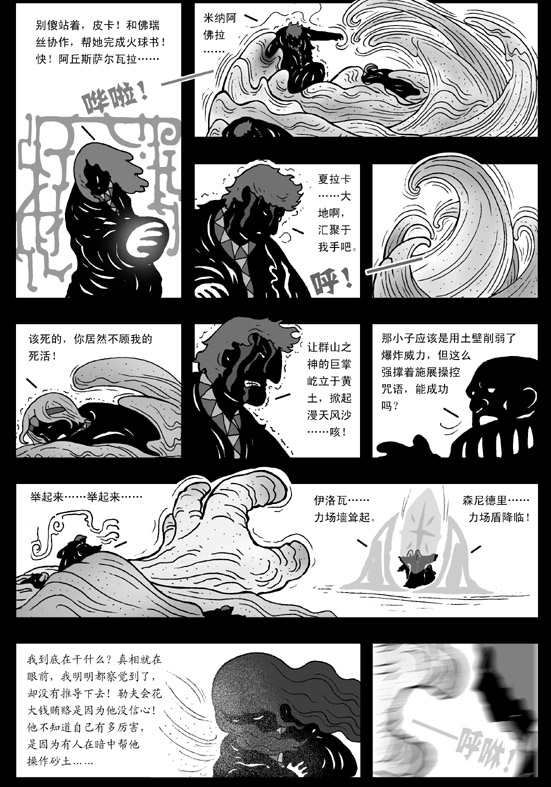 别傻站着，皮卡！和佛瑞
丝协作，帮她完成火球书！
快！阿丘斯萨尔瓦拉……
哗啦！
米纳阿
佛拉
……
夏拉卡
……大
地啊，
汇聚于
我手吧。
呼！
该死的，你居然不顾我的
死活！
让群山之
神的巨掌
屹立于黄
土，掀起
漫天风沙
……咳！
那小子应该是用土壁削弱了
爆炸威力，但这么
强撑着施展操控
咒语，能成功
吗？
举起来……举起来……
伊洛瓦……
力场墙耸起。
森尼德里……
力场盾降临！
我到底在干什么？真相就在
眼前，我明明都察觉到了，
却没有推导下去！勒夫会花
大钱贿赂是因为他没信心！
他不知道自己有多厉害，
是因为有人在暗中帮他
操作砂土……
呼咻！